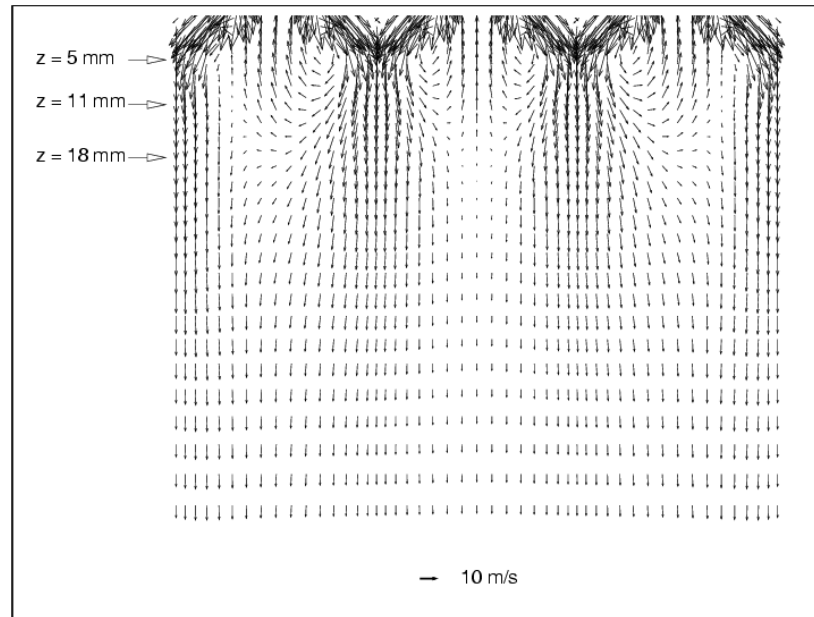 z = 5 mm
z = 11 mm
z = 18 mm
10 m/s